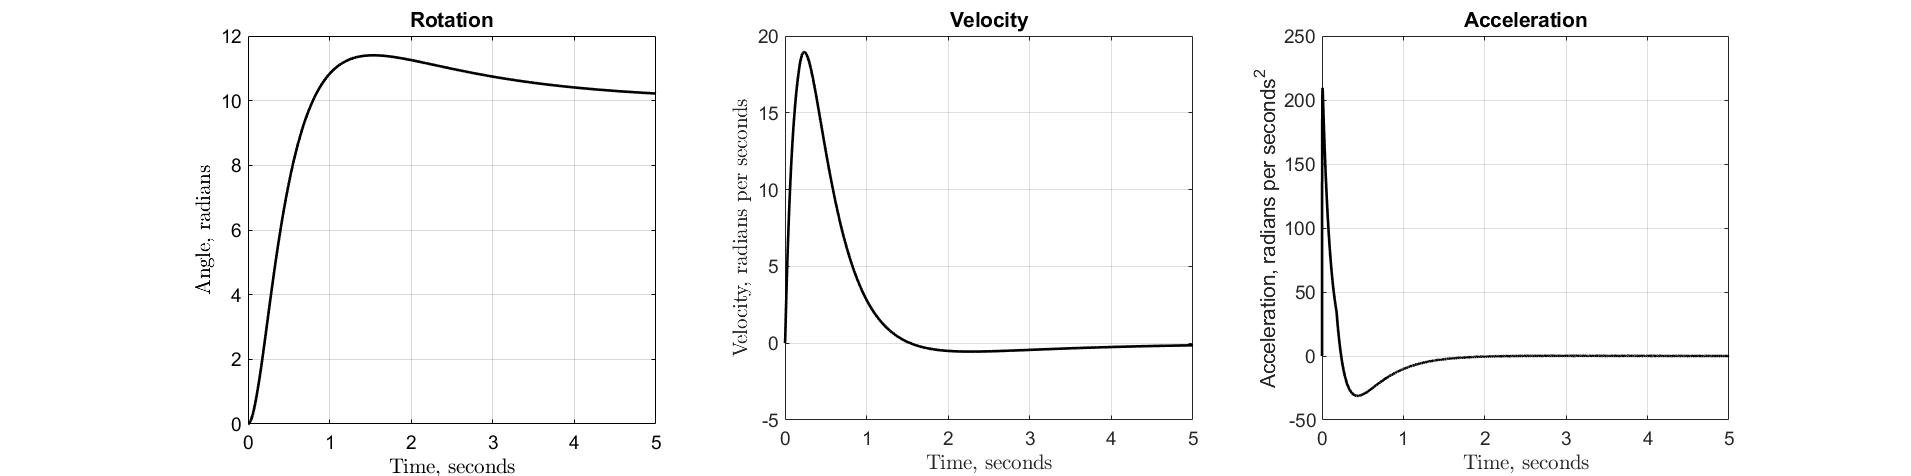 Rotation
12
10
8
6
4
2
0
Angle, radians
0 1 2 3 4 5
Time, seconds
Velocity
20
15
10
5
0
-5
Velocity, radians per seconds
0 1 2 3 4 5
Time, seconds
Acceleration
250
200
150
100
50
0
-50
Acceleration, radians per seconds²
0 1 2 3 4 5
Time, seconds